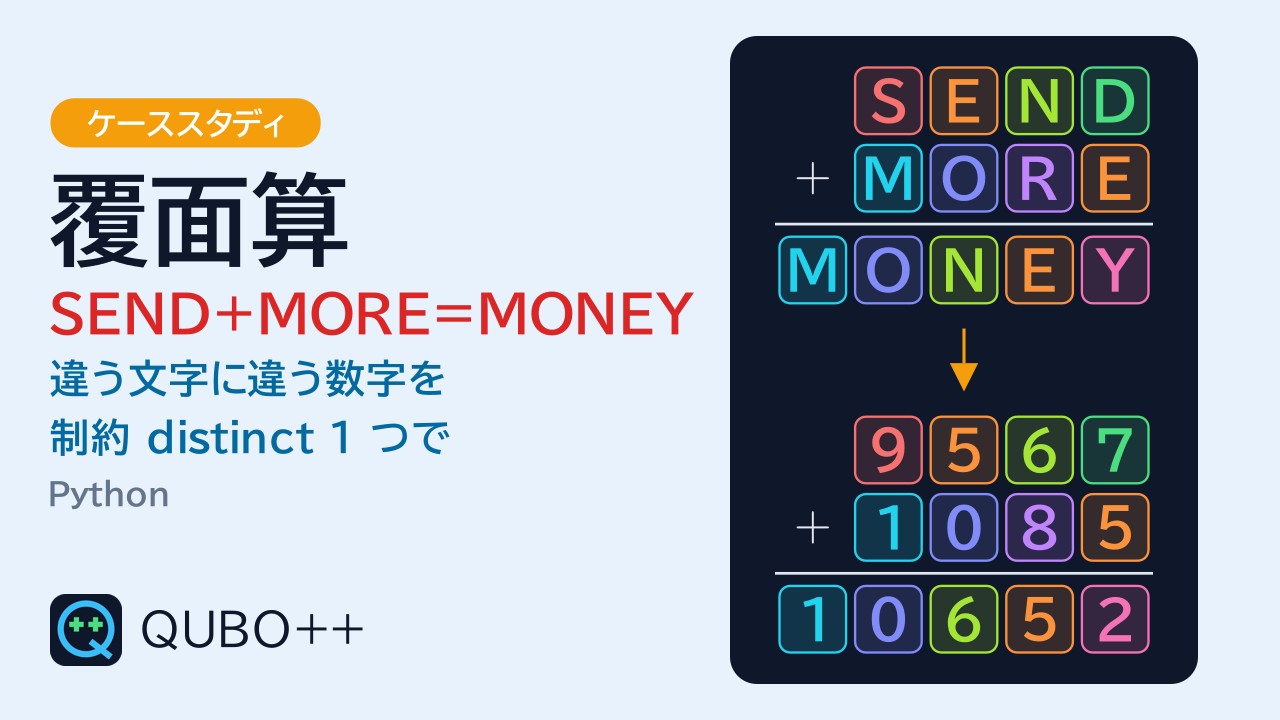 ケーススタディ
覆面算
SEND+MORE=MONEY
違う文字に違う数字を
制約 distinct 1 つで
Python
QUBO++
SEND
+ MORE
MONEY
9567
+ 1085
10652